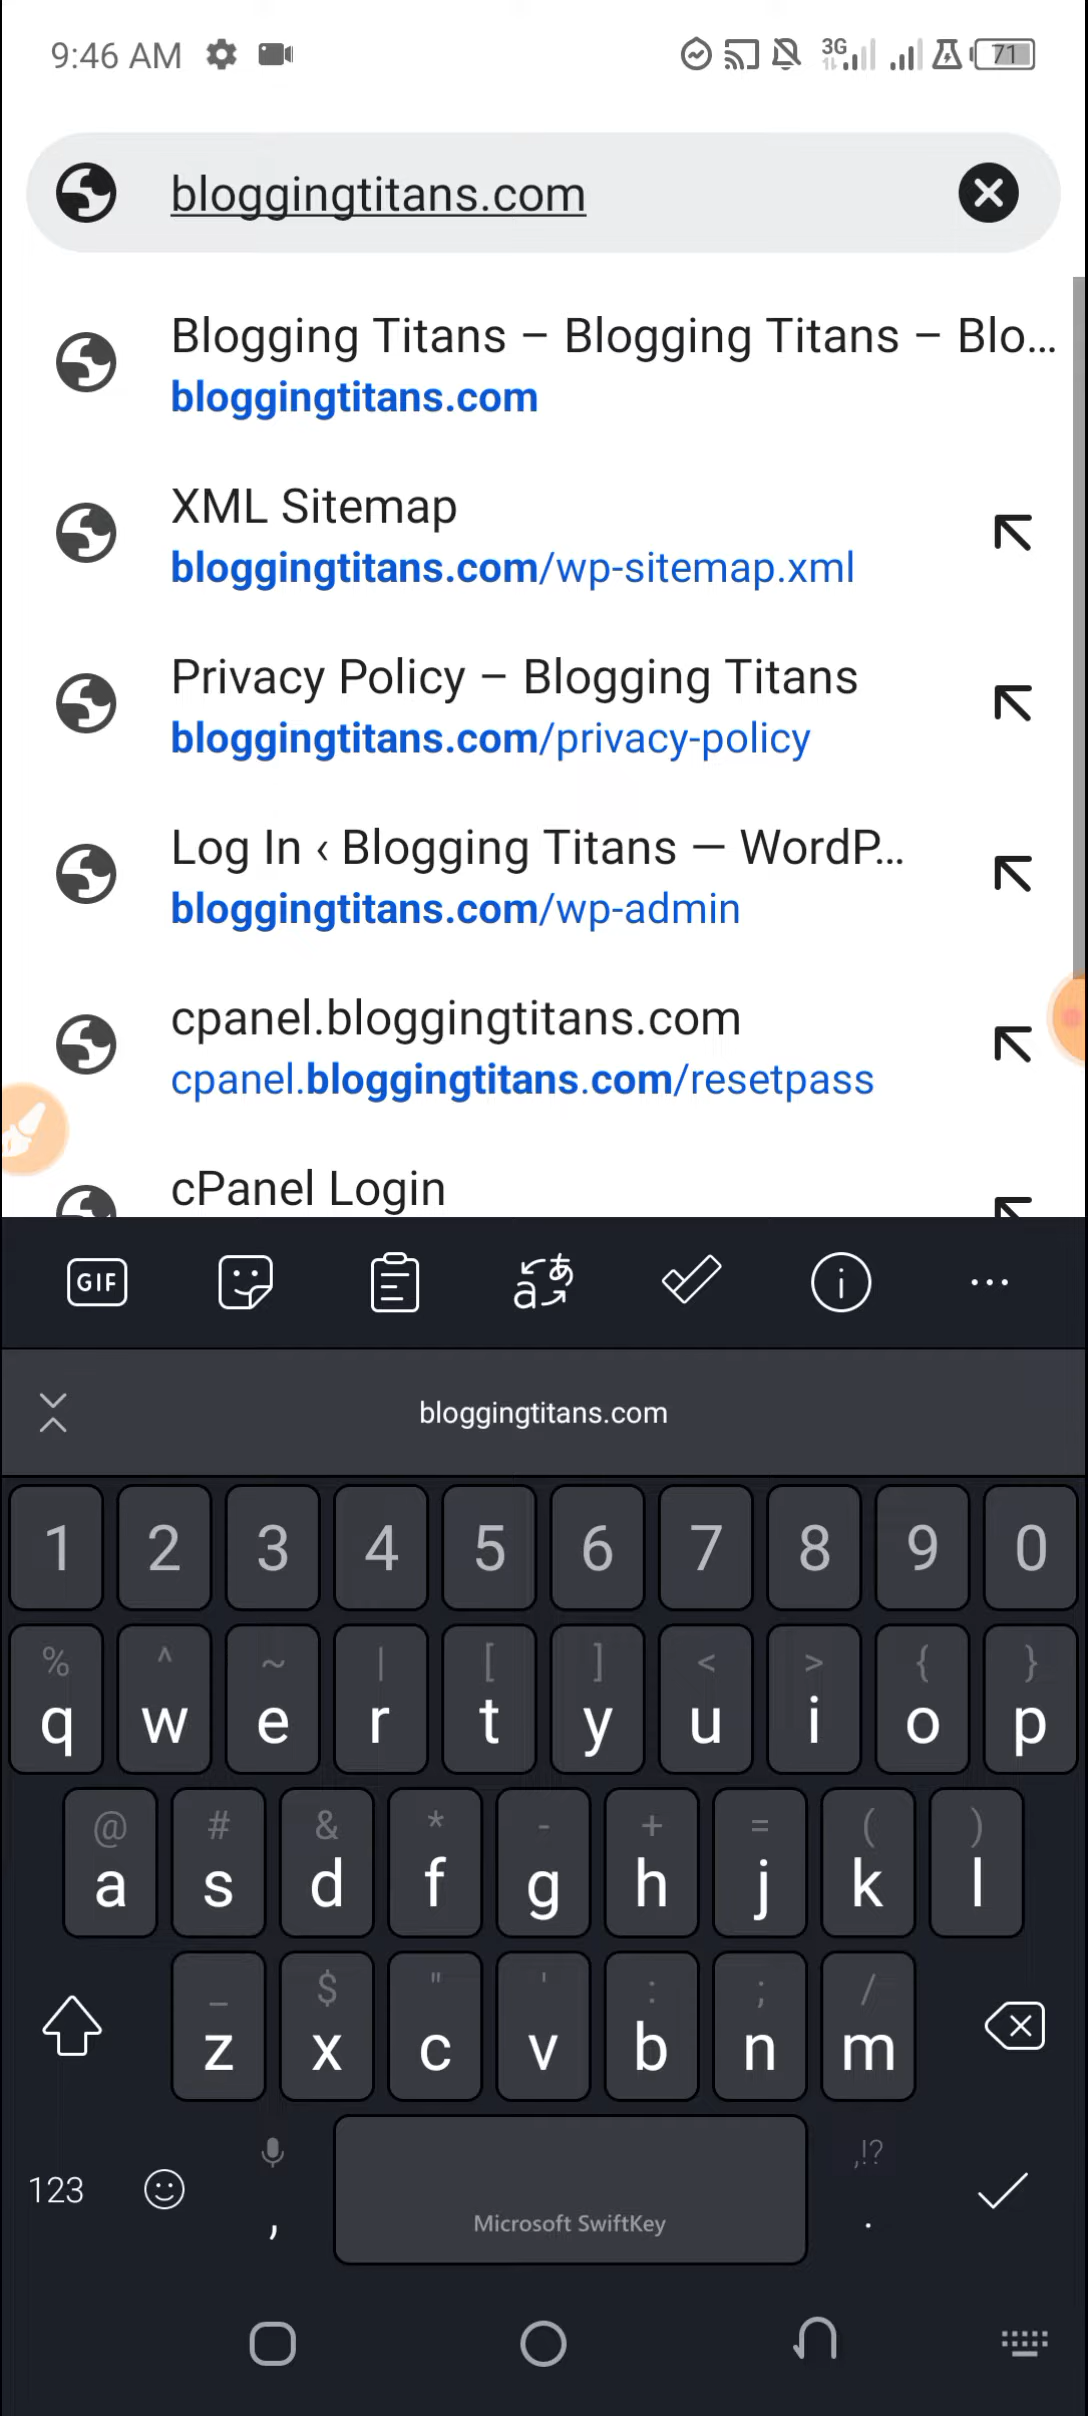 9:46 AM 3G 71
bloggingtitans.com
Blogging Titans – Blogging Titans – Blo...
bloggingtitans.com
XML Sitemap
bloggingtitans.com/wp-sitemap.xml
Privacy Policy – Blogging Titans
bloggingtitans.com/privacy-policy
Log In ‹ Blogging Titans — WordP...
bloggingtitans.com/wp-admin
cpanel.bloggingtitans.com
cpanel.bloggingtitans.com/resetpass
cPanel Login
GIF aあ ...
bloggingtitans.com
1 2 3 4 5 6 7 8 9 0
% ^ ~ | [ ] < > { }
q w e r t y u i o p
@ # & * - + = ( )
a s d f g h j k l
_ $ " ' : ; /
z x c v b n m
,!?
123 , Microsoft SwiftKey .